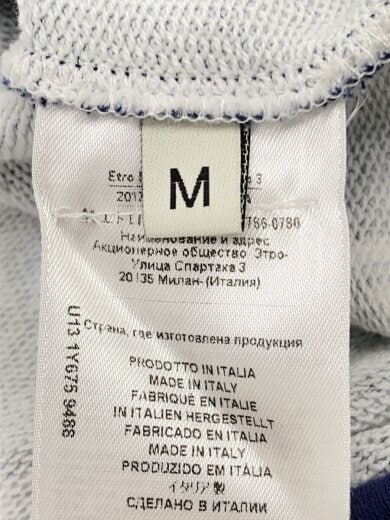 M
Etro
3
Наименование и адрес
Акционерное общество Этро-
Улица Спартака 3
20135 Милан-(Италия)
Страна, где изготовлена продукция
PRODOTTO IN ITALIA
MADE IN ITALY
FABRIQUÉ EN ITALIE
IN ITALIEN HERGESTELLT
FABRICADO EN ITALIA
MADE IN ITALY
PRODUZIDO EM ITÁLIA
イタリア製
СДЕЛАНО В ИТАЛИИ
U13 1Y675 9488